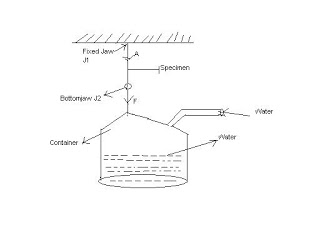 Fixed Jaw
J1
A
Specimen
Bottomjaw J2
F
Water
Water
Container